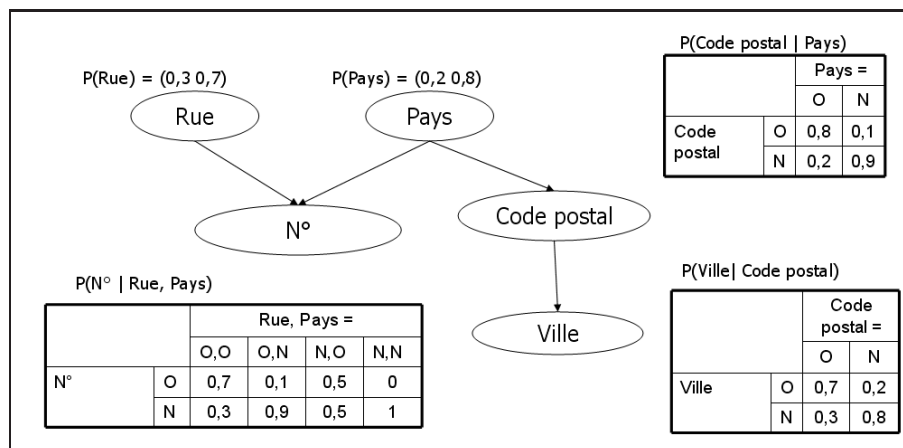 P(Rue) = (0,3 0,7)
P(Pays) = (0,2 0,8)
Rue
Pays
N°
Code postal
Ville
P(Code postal | Pays)
Pays =
O N
Code postal
O 0,8 0,1
N 0,2 0,9
P(N° | Rue, Pays)
Rue, Pays =
O,O O,N N,O N,N
N° O 0,7 0,1 0,5 0
N 0,3 0,9 0,5 1
P(Ville| Code postal)
Code
postal =
O N
Ville O 0,7 0,2
N 0,3 0,8